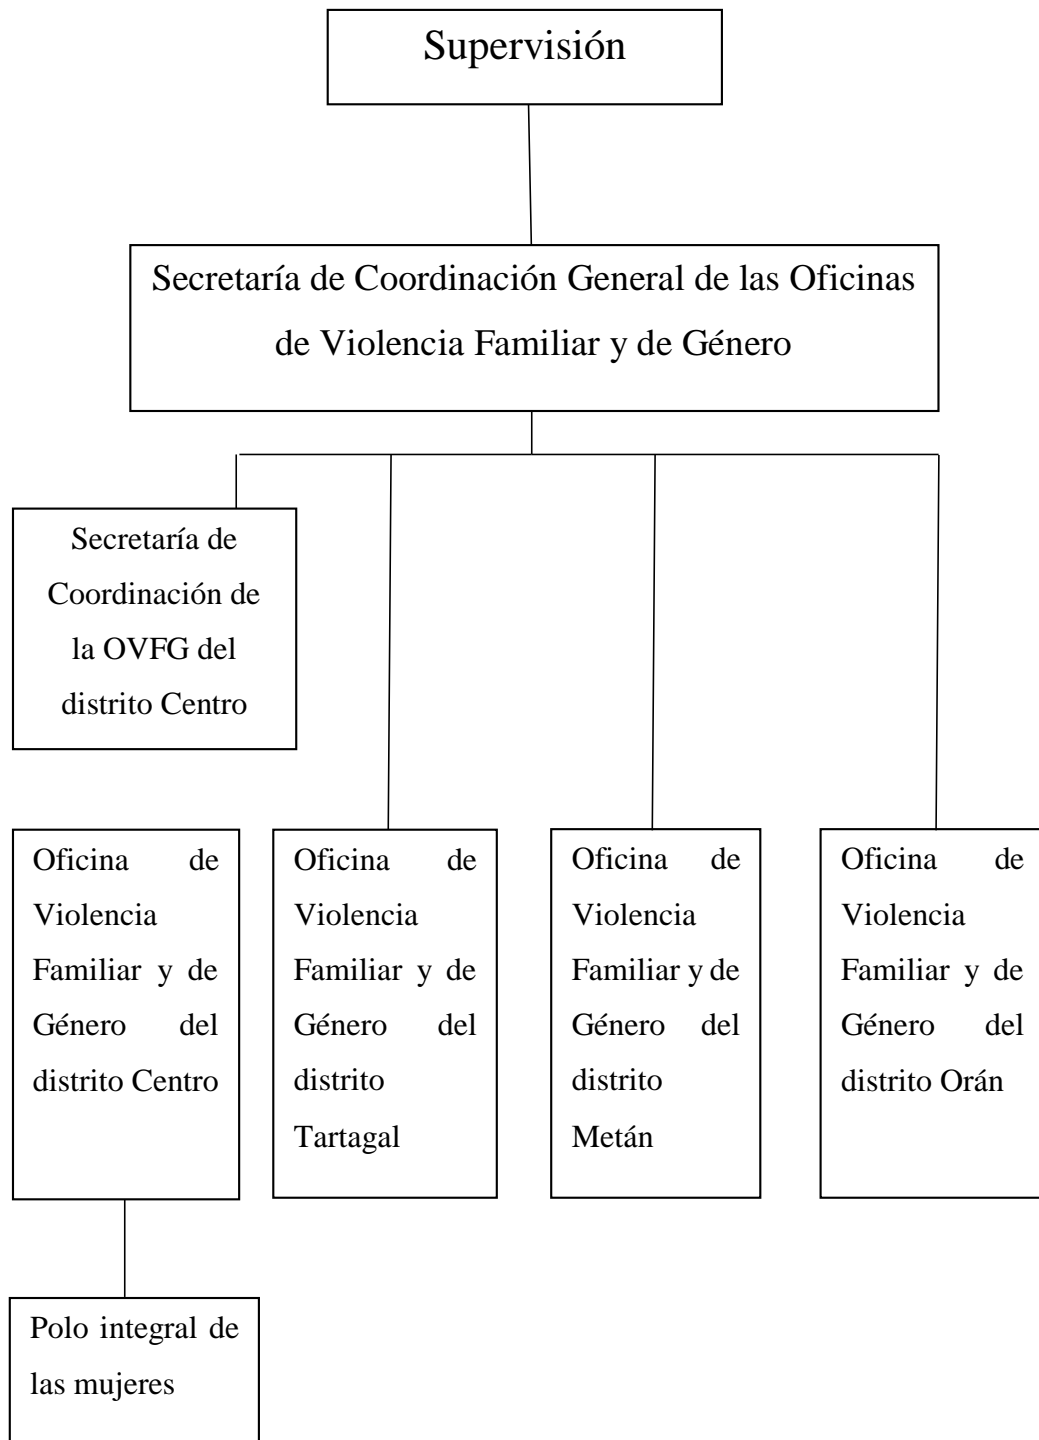 Supervisión
Secretaría de Coordinación General de las Oficinas
de Violencia Familiar y de Género
Secretaría de
Coordinación de
la OVFG del
distrito Centro
Oficina de
Violencia
Familiar y de
Género del
distrito Centro
Oficina de
Violencia
Familiar y de
Género del
distrito
Tartagal
Oficina de
Violencia
Familiar y de
Género del
distrito
Metán
Oficina de
Violencia
Familiar y de
Género del
distrito Orán
Polo integral de
las mujeres